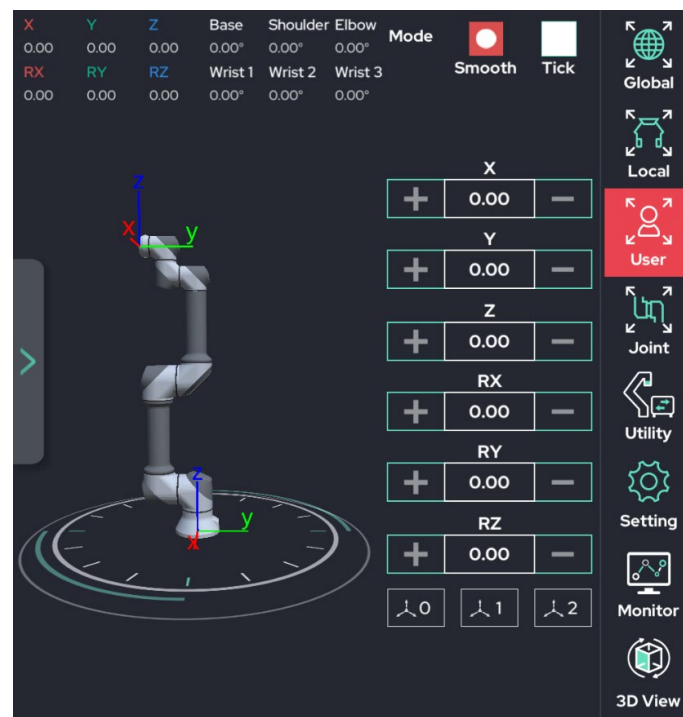 X Y Z Base Shoulder Elbow
0.00 0.00 0.00 0.00° 0.00° 0.00°
RX RY RZ Wrist 1 Wrist 2 Wrist 3
0.00 0.00 0.00 0.00° 0.00° 0.00°
Mode
Smooth Tick
X
+ 0.00 −
Y
+ 0.00 −
Z
+ 0.00 −
RX
+ 0.00 −
RY
+ 0.00 −
RZ
+ 0.00 −
0 1 2
z
x
y
z
y
x
>
Global
Local
User
Joint
Utility
Setting
Monitor
3D View